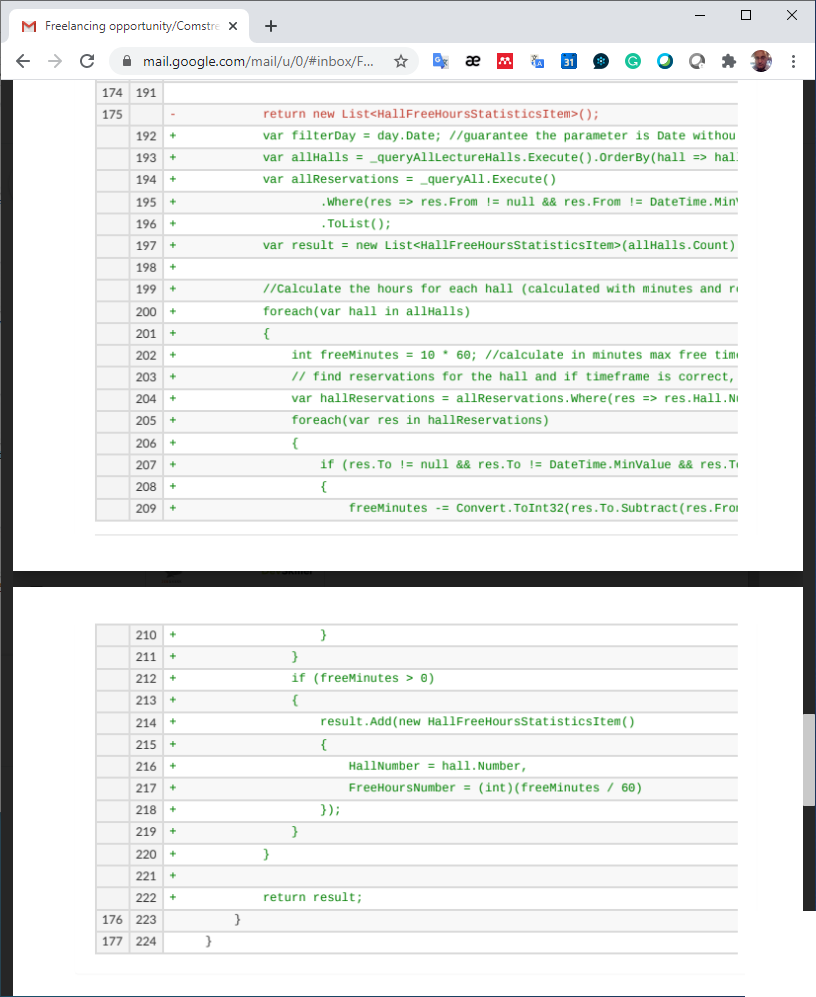 Freelancing opportunity/Comstre
mail.google.com/mail/u/0/#inbox/F...
174 191
175 - return new List<HallFreeHoursStatisticsItem>();
192 + var filterDay = day.Date; //guarantee the parameter is Date withou
193 + var allHalls = _queryAllLectureHalls.Execute().OrderBy(hall => hal
194 + var allReservations = _queryAll.Execute()
195 + .Where(res => res.From != null && res.From != DateTime.MinV
196 + .ToList();
197 + var result = new List<HallFreeHoursStatisticsItem>(allHalls.Count)
198 +
199 + //Calculate the hours for each hall (calculated with minutes and r
200 + foreach(var hall in allHalls)
201 + {
202 + int freeMinutes = 10 * 60; //calculate in minutes max free tim
203 + // find reservations for the hall and if timeframe is correct,
204 + var hallReservations = allReservations.Where(res => res.Hall.N
205 + foreach(var res in hallReservations)
206 + {
207 + if (res.To != null && res.To != DateTime.MinValue && res.T
208 + {
209 + freeMinutes -= Convert.ToInt32(res.To.Subtract(res.Fro
210 + }
211 + }
212 + if (freeMinutes > 0)
213 + {
214 + result.Add(new HallFreeHoursStatisticsItem()
215 + {
216 + HallNumber = hall.Number,
217 + FreeHoursNumber = (int)(freeMinutes / 60)
218 + });
219 + }
220 + }
221 +
222 + return result;
176 223 }
177 224 }